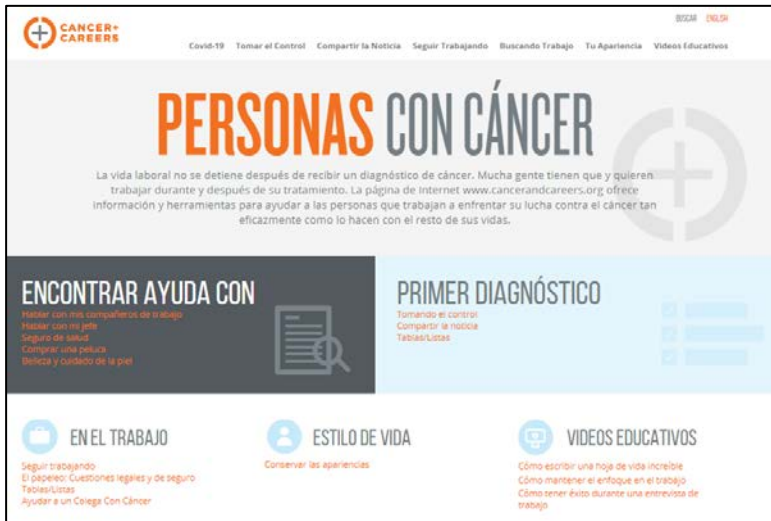 CANCER+
CAREERS
BUSCAR ENGLISH
Covid-19 Tomar el Control Compartir la Noticia Seguir Trabajando Buscando Trabajo Tu Apariencia Videos Educativos
PERSONAS CON CÁNCER
La vida laboral no se detiene después de recibir un diagnóstico de cáncer. Mucha gente tienen que y quieren
trabajar durante y después de su tratamiento. La página de Internet www.cancerandcareers.org ofrece
información y herramientas para ayudar a las personas que trabajan a enfrentar su lucha contra el cáncer tan
eficazmente como lo hacen con el resto de sus vidas.
ENCONTRAR AYUDA CON
Hablar con mis compañeros de trabajo
Hablar con mi jefe
Seguro de salud
Comprar una peluca
Belleza y cuidado de la piel
PRIMER DIAGNÓSTICO
Tomando el control
Compartir la noticia
Tablas/Listas
EN EL TRABAJO
Seguir trabajando
El papeleo: Cuestiones legales y de seguro
Tablas/Listas
Ayudar a un Colega Con Cáncer
ESTILO DE VIDA
Conservar las apariencias
VIDEOS EDUCATIVOS
Cómo escribir una hoja de vida increíble
Cómo mantener el enfoque en el trabajo
Cómo tener éxito durante una entrevista de
trabajo